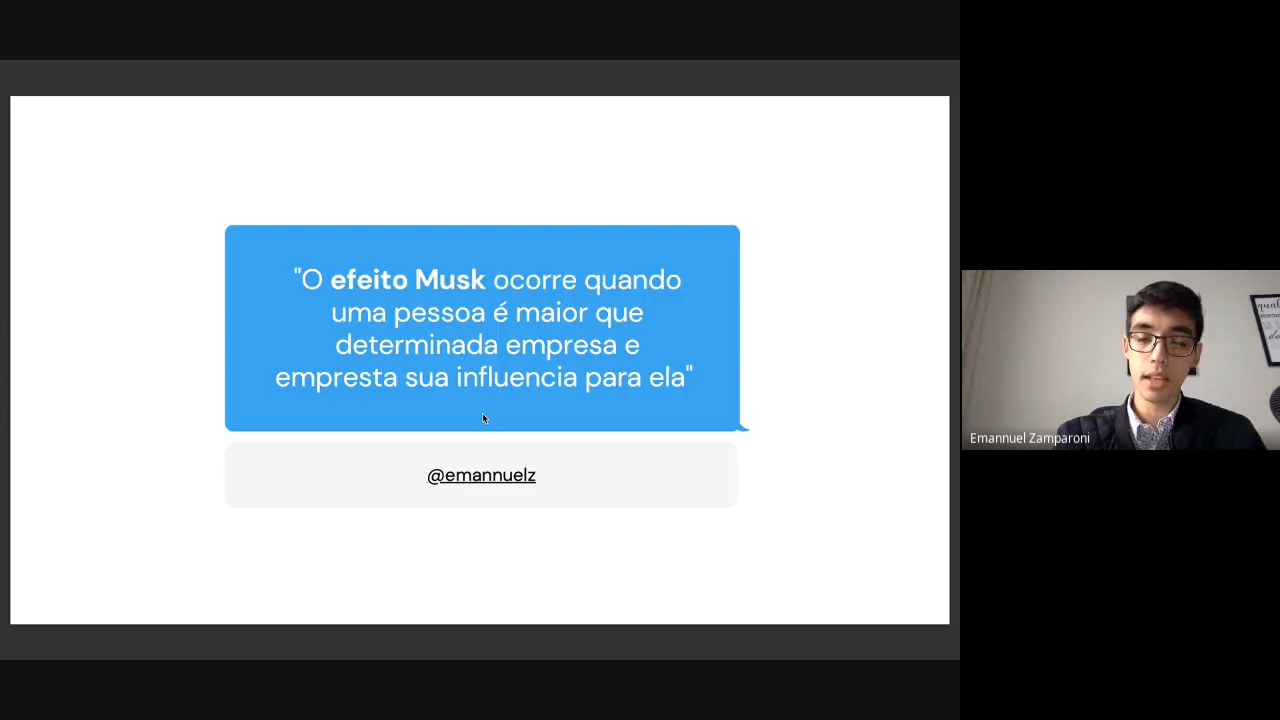 "O efeito Musk ocorre quando
uma pessoa é maior que
determinada empresa e
empresta sua influencia para ela"
@emannuelz
Emannuel Zamparoni